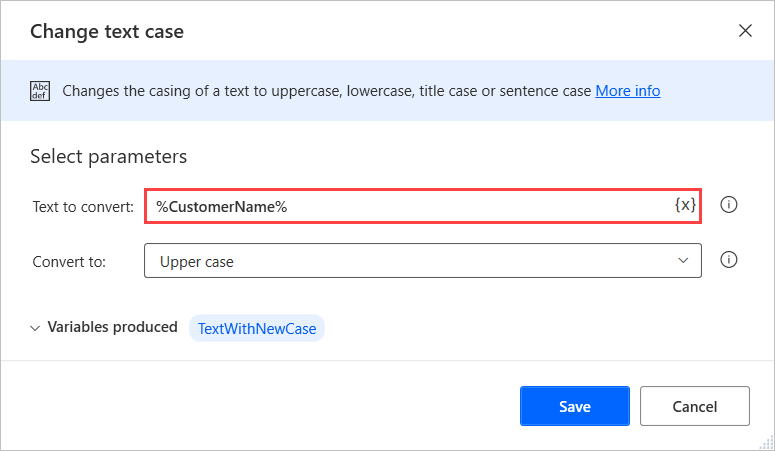 Change text case
Abc
def
Changes the casing of a text to uppercase, lowercase, title case or sentence case More info
Select parameters
Text to convert: %CustomerName% {x}
Convert to: Upper case
Variables produced TextWithNewCase
Save Cancel